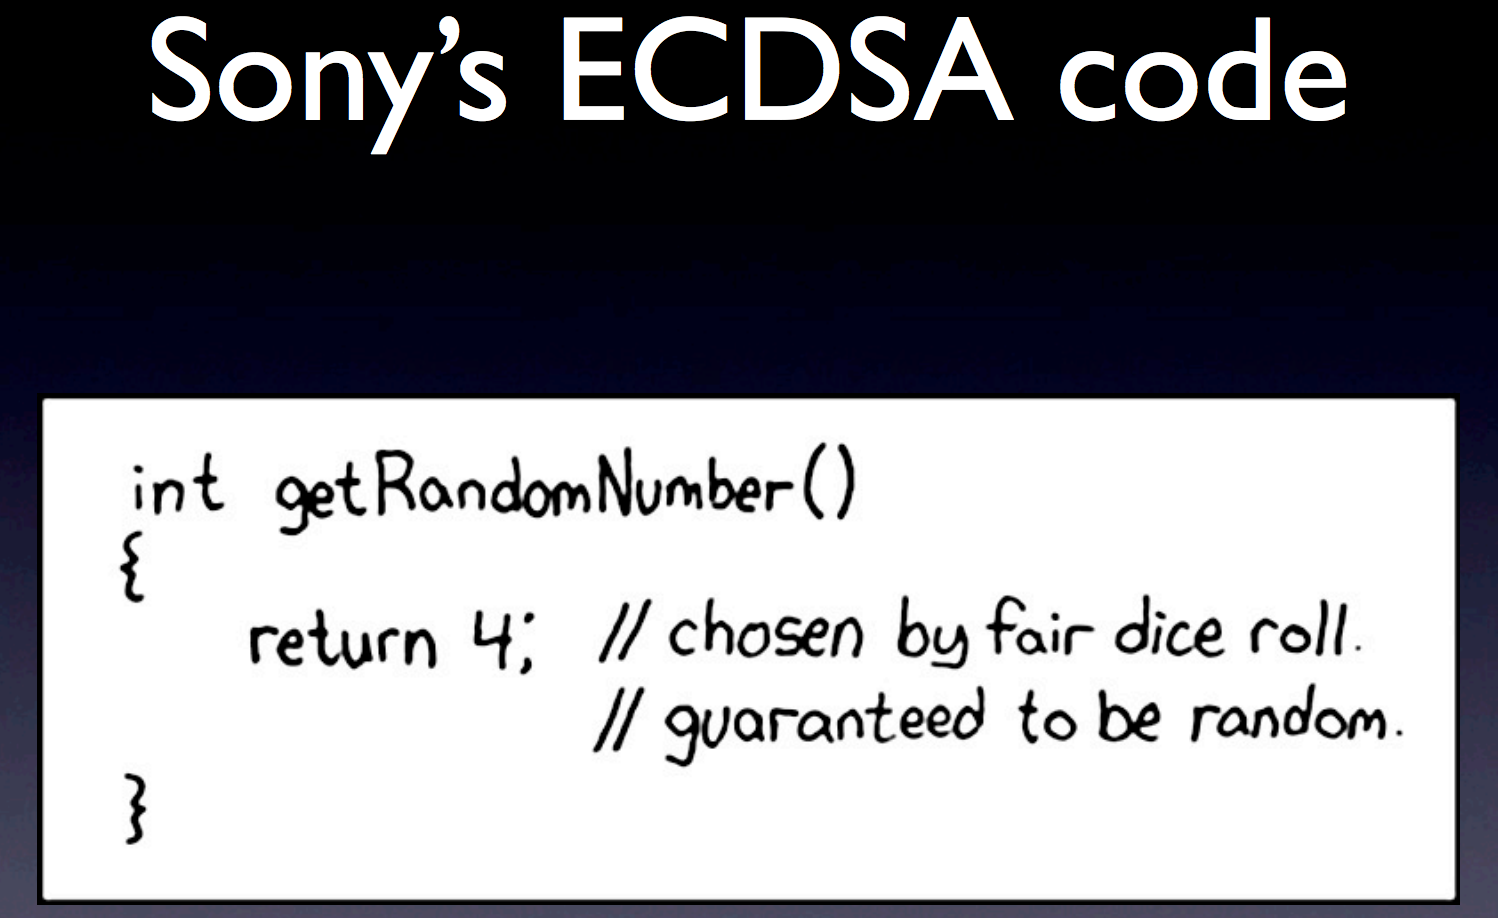 Sony’s ECDSA code
int getRandomNumber()
{
return 4; // chosen by fair dice roll.
// guaranteed to be random.
}